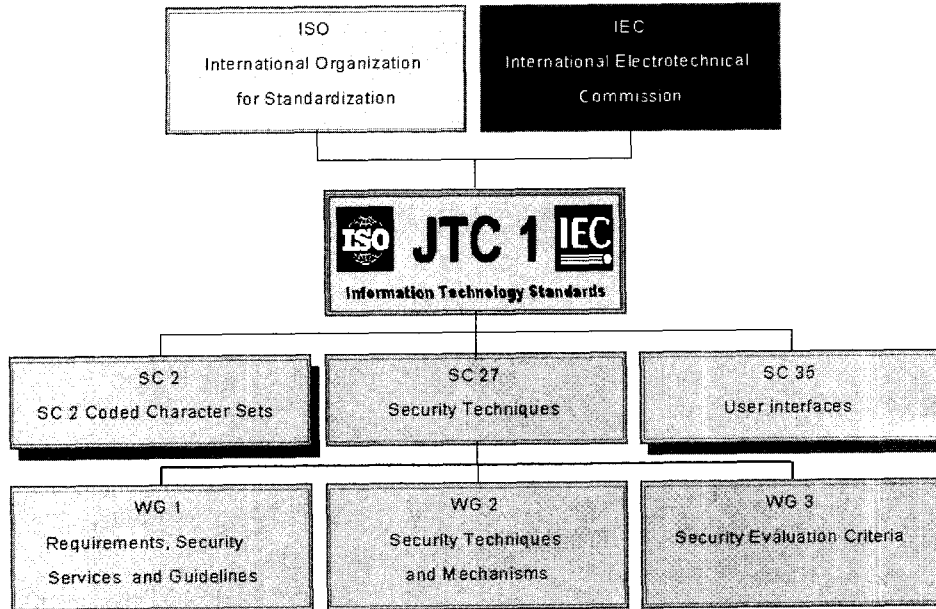 ISO
International Organization
for Standardization
IEC
International Electrotechnical
Commission
ISO
JTC 1
IEC
Information Technology Standards
SC 2
SC 2 Coded Character Sets
SC 27
Security Techniques
SC 35
User interfaces
WG 1
Requirements, Security
Services and Guidelines
WG 2
Security Techniques
and Mechanisms
WG 3
Security Evaluation Criteria